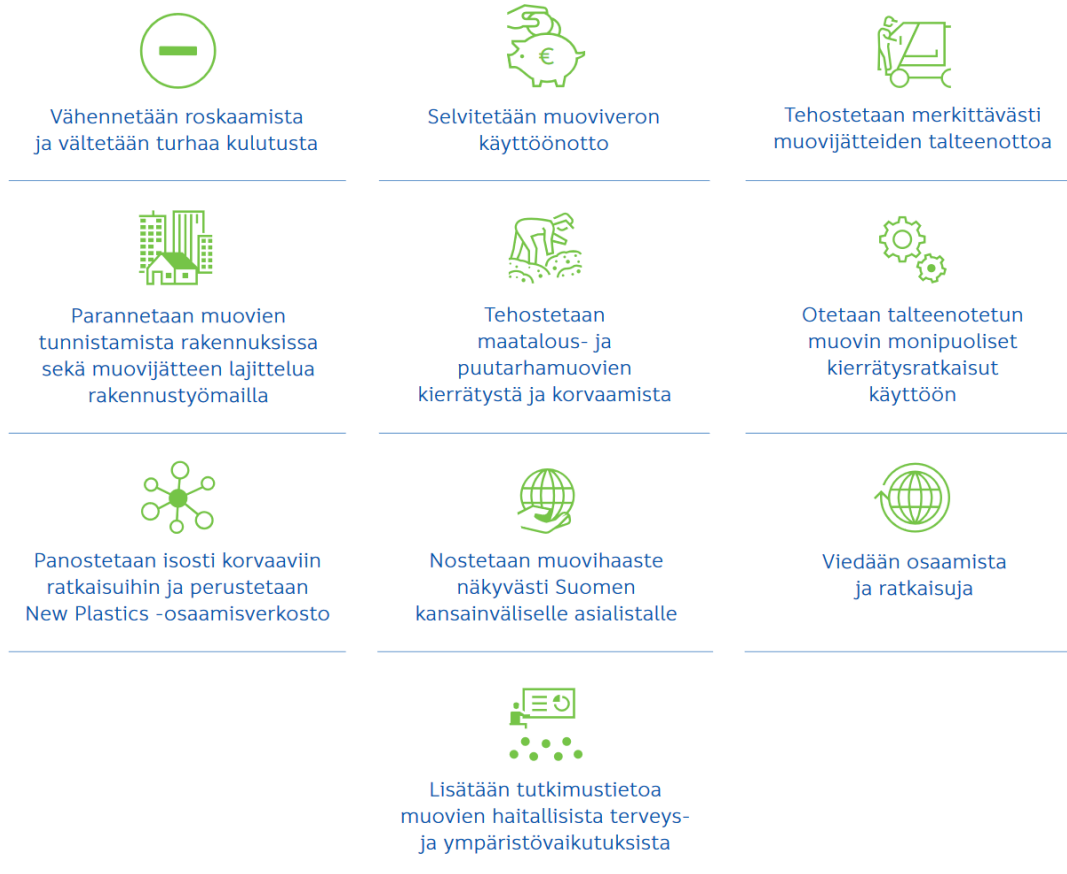 €
Vähennetään roskaamista
ja vältetään turhaa kulutusta
Selvitetään muoviveron
käyttöönotto
Tehostetaan merkittävästi
muovijätteiden talteenottoa
Parannetaan muovien
tunnistamista rakennuksissa
sekä muovijätteen lajittelua
rakennustyömailla
Tehostetaan
maatalous- ja
puutarhamuovien
kierrätystä ja korvaamista
Otetaan talteenotetun
muovin monipuoliset
kierrätysratkaisut
käyttöön
Panostetaan isosti korvaaviin
ratkaisuihin ja perustetaan
New Plastics -osaamisverkosto
Nostetaan muovihaaste
näkyvästi Suomen
kansainväliselle asialistalle
Viedään osaamista
ja ratkaisuja
Lisätään tutkimustietoa
muovien haitallisista terveys-
ja ympäristövaikutuksista